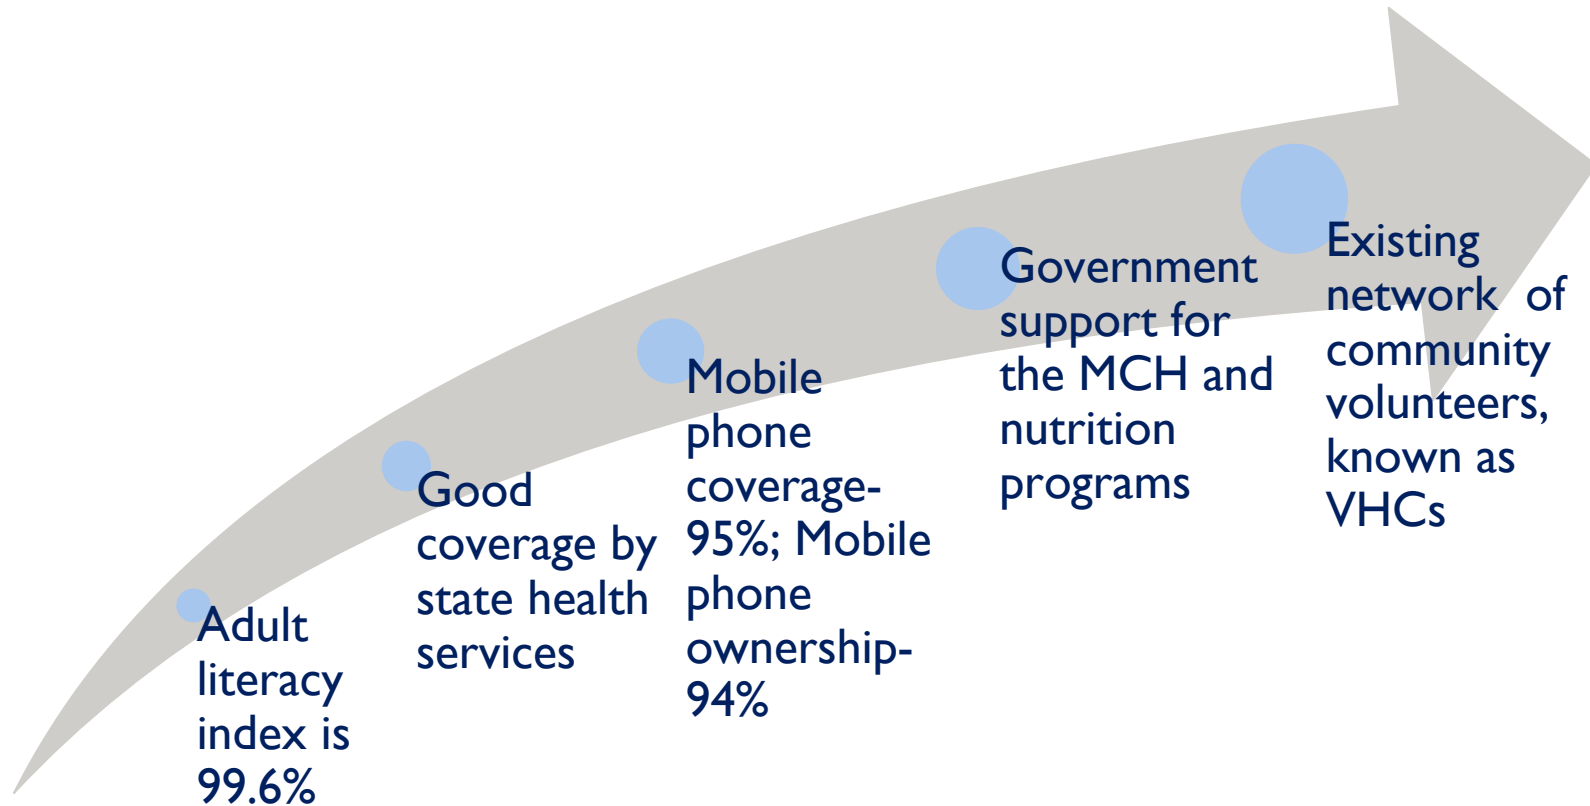 Adult
literacy
index is
99.6%
Good
coverage by
state health
services
Mobile
phone
coverage-
95%; Mobile
phone
ownership-
94%
Government
support for
the MCH and
nutrition
programs
Existing
network of
community
volunteers,
known as
VHCs